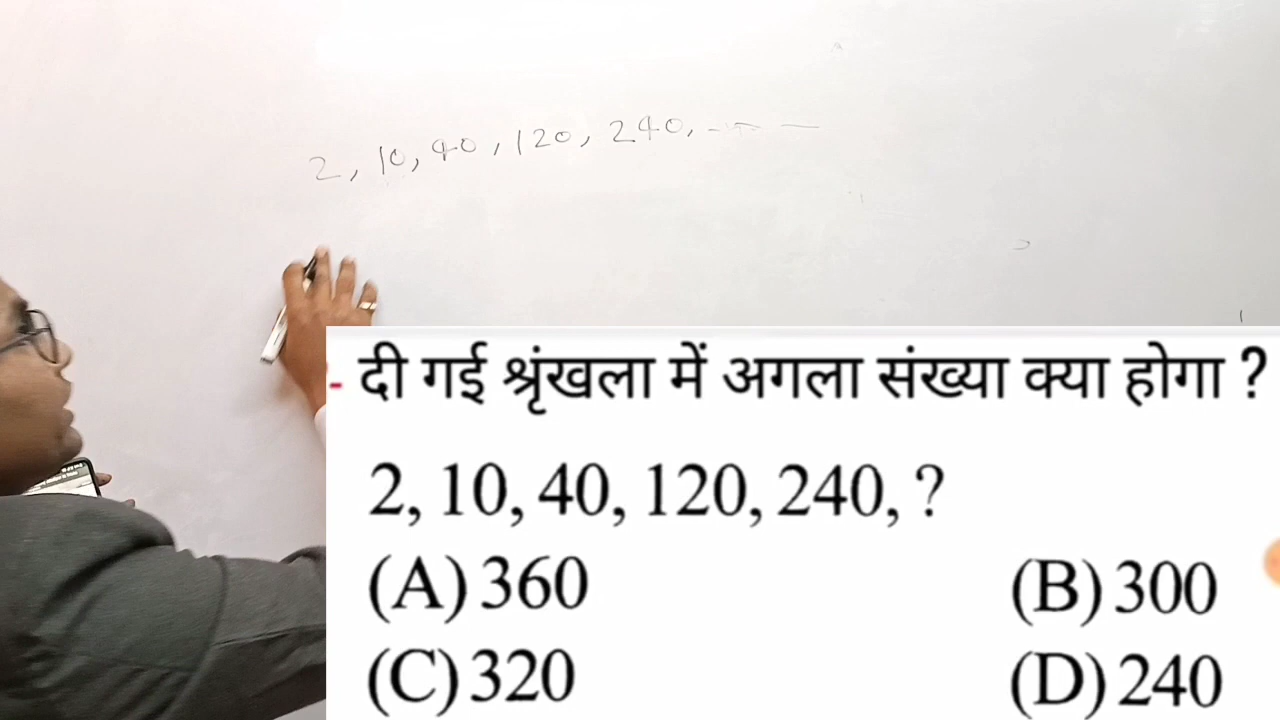 2, 10, 40, 120, 240, - - - -
- दी गई श्रृंखला में अगला संख्या क्या होगा ?
2, 10, 40, 120, 240, ?
(A) 360 (B) 300
(C) 320 (D) 240